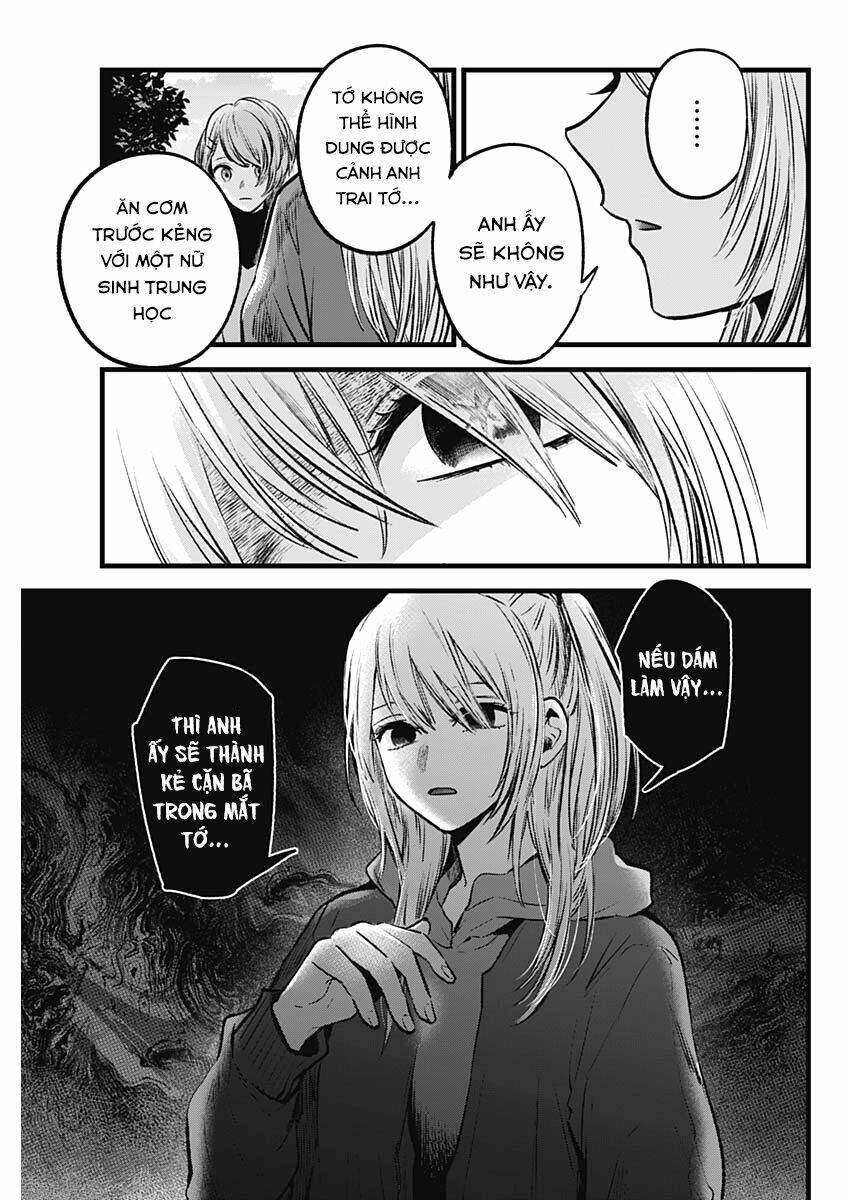 ........
ANH ẤY
SẼ KHÔNG
NHƯ VẬY.
TỚ KHÔNG
THỂ HÌNH
DUNG ĐƯỢC
CẢNH ANH
TRAI TỚ...
ĂN CƠM
TRƯỚC KẺNG
VỚI MỘT NỮ
SINH TRUNG
HỌC
NẾU DÁM
LÀM VẬY...
THÌ ANH
ẤY SẼ THÀNH
KẺ CẶN BÃ
TRONG MẮT
TỚ...